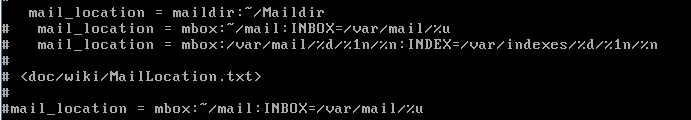 #
   mail_location = maildir:~/Maildir
#   mail_location = mbox:~/mail:INBOX=/var/mail/%u
#   mail_location = mbox:/var/mail/%d/%1n/%n:INDEX=/var/indexes/%d/%1n/%n
#
# <doc/wiki/MailLocation.txt>
#
#mail_location = mbox:~/mail:INBOX=/var/mail/%u